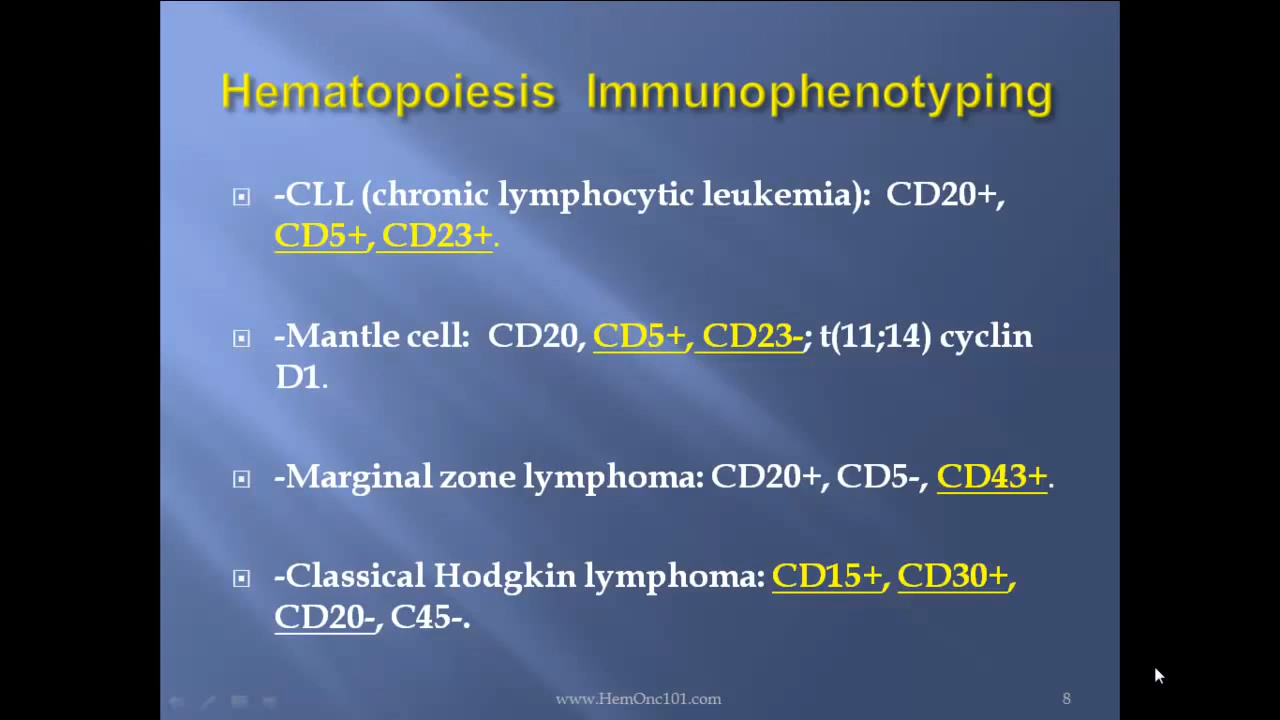 Hematopoiesis Immunophenotyping
-CLL (chronic lymphocytic leukemia): CD20+,
CD5+, CD23+.
-Mantle cell: CD20, CD5+, CD23-; t(11;14) cyclin
D1.
-Marginal zone lymphoma: CD20+, CD5-, CD43+.
-Classical Hodgkin lymphoma: CD15+, CD30+,
CD20-, C45-.
www.HemOnc101.com 8